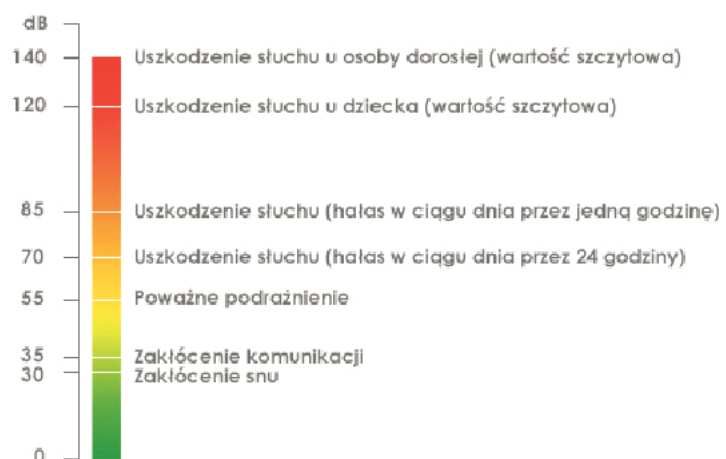 dB
140 Uszkodzenie słuchu u osoby dorosłej (wartość szczytowa)
120 Uszkodzenie słuchu u dziecka (wartość szczytowa)
85 Uszkodzenie słuchu (hałas w ciągu dnia przez jedną godzinę)
70 Uszkodzenie słuchu (hałas w ciągu dnia przez 24 godziny)
55 Poważne podrażnienie
35 Zakłócenie komunikacji
30 Zakłócenie snu
0